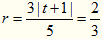 r = 3|t+1|/5 = 2/3